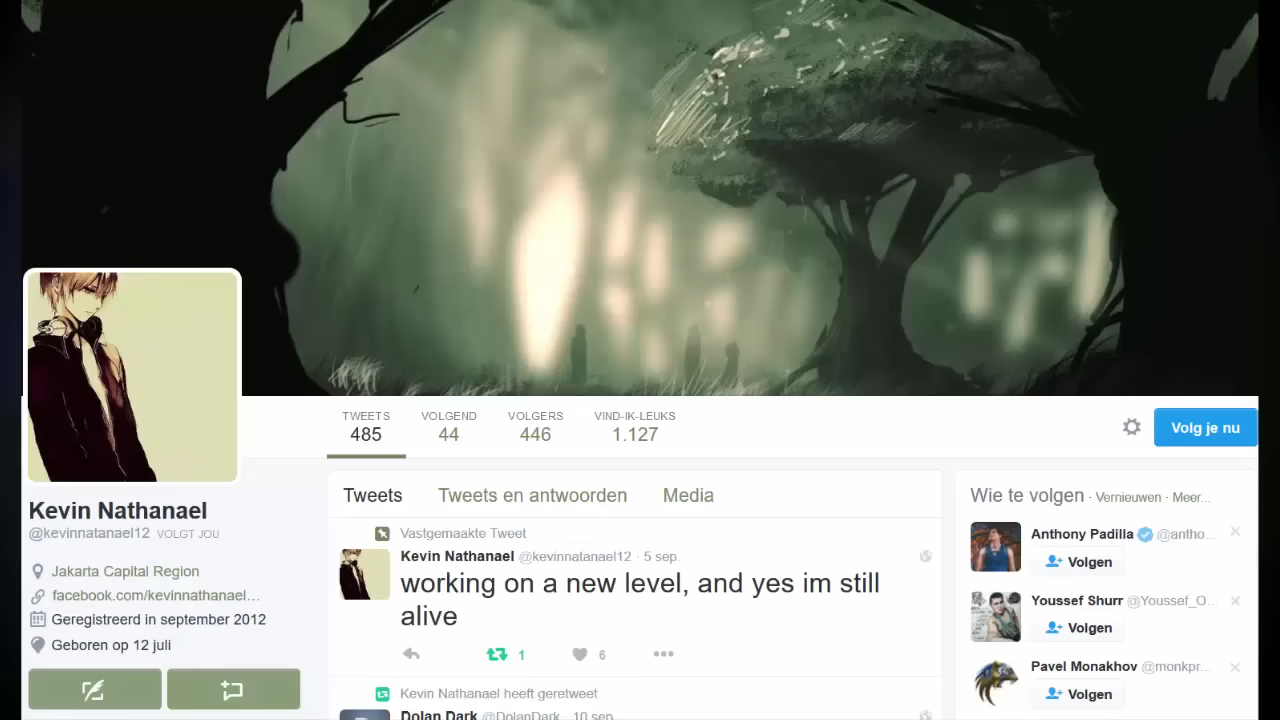 TWEETS VOLGEND VOLGERS VIND-IK-LEUKS
485 44 446 1.127
Volg je nu
Kevin Nathanael
@kevinnatanael12 VOLGT JOU
Jakarta Capital Region
facebook.com/kevinnathanael…
Geregistreerd in september 2012
Geboren op 12 juli
Tweets Tweets en antwoorden Media
Vastgemaakte Tweet
Kevin Nathanael @kevinnatanael12 · 5 sep.
working on a new level, and yes im still
alive
1 6
Kevin Nathanael heeft geretweet
Dolan Dark @DolanDark · 10 sep.
Wie te volgen · Vernieuwen · Meer...
Anthony Padilla @antho...
Volgen
Youssef Shurr @Youssef_O...
Volgen
Pavel Monakhov @monkpr...
Volgen